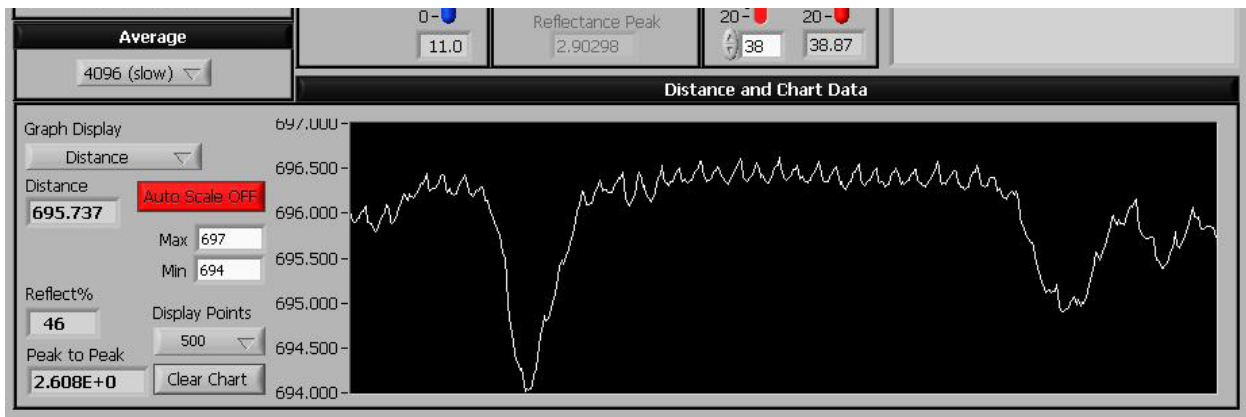 0
20
20
Reflectance Peak
11.0
2.90298
38
38.87
Average
4096 (slow)
Distance and Chart Data
Graph Display
Distance
Distance
695.737
Auto Scale OFF
Max 697
Min 694
Reflect%
46
Display Points
500
Peak to Peak
2.608E+0
Clear Chart
697.000
696.500
696.000
695.500
695.000
694.500
694.000